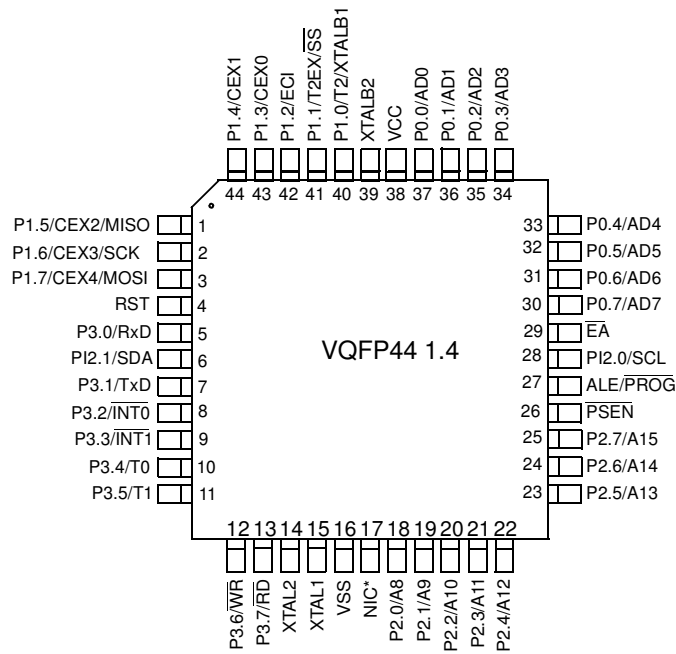 P1.4/CEX1
P1.3/CEX0
P1.2/ECI
P1.1/T2EX/S̅S̅
P1.0/T2/XTALB1
XTALB2
VCC
P0.0/AD0
P0.1/AD1
P0.2/AD2
P0.3/AD3
44 43 42 41 40 39 38 37 36 35 34
P1.5/CEX2/MISO 1
P1.6/CEX3/SCK 2
P1.7/CEX4/MOSI 3
RST 4
P3.0/RxD 5
PI2.1/SDA 6
P3.1/TxD 7
P3.2/I̅N̅T̅0̅ 8
P3.3/I̅N̅T̅1̅ 9
P3.4/T0 10
P3.5/T1 11
VQFP44 1.4
33 P0.4/AD4
32 P0.5/AD5
31 P0.6/AD6
30 P0.7/AD7
29 E̅A̅
28 PI2.0/SCL
27 ALE/P̅R̅O̅G̅
26 P̅S̅E̅N̅
25 P2.7/A15
24 P2.6/A14
23 P2.5/A13
12 13 14 15 16 17 18 19 20 21 22
P3.6/W̅R̅
P3.7/R̅D̅
XTAL2
XTAL1
VSS
NIC*
P2.0/A8
P2.1/A9
P2.2/A10
P2.3/A11
P2.4/A12